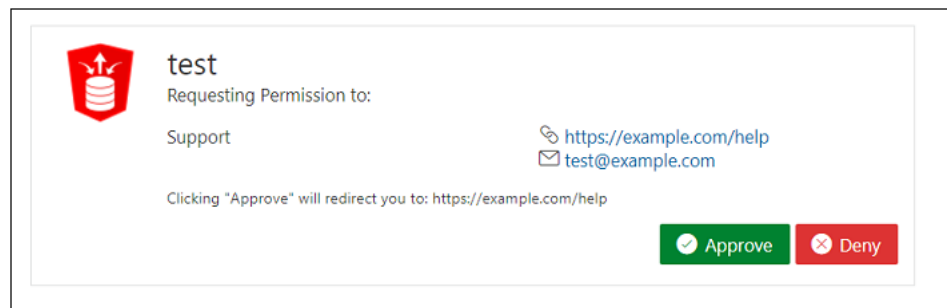 test
Requesting Permission to:
Support
https://example.com/help
test@example.com
Clicking "Approve" will redirect you to: https://example.com/help
Approve
Deny